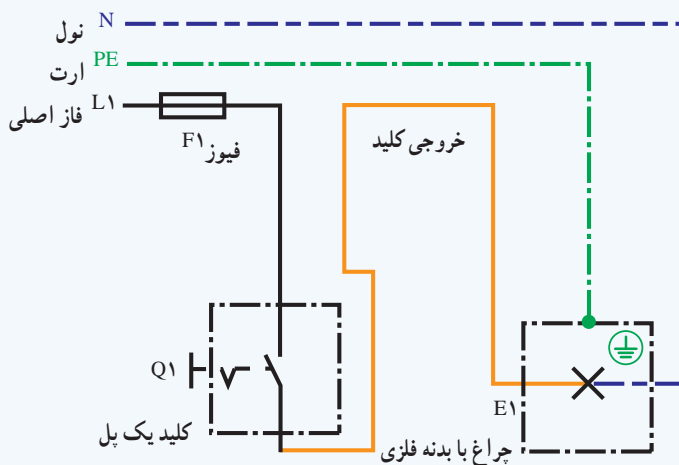 نول N
ارت PE
فاز اصلی L۱
فیوز F۱
خروجی کلید
Q۱
کلید یک پل
E۱
چراغ با بدنه فلزی